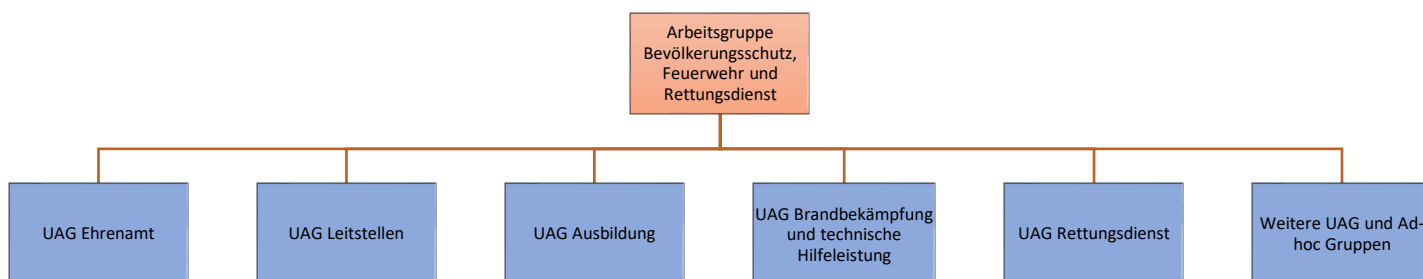 Arbeitsgruppe
Bevölkerungsschutz,
Feuerwehr und
Rettungsdienst
UAG Ehrenamt
UAG Leitstellen
UAG Ausbildung
UAG Brandbekämpfung
und technische
Hilfeleistung
UAG Rettungsdienst
Weitere UAG und Ad-
hoc Gruppen